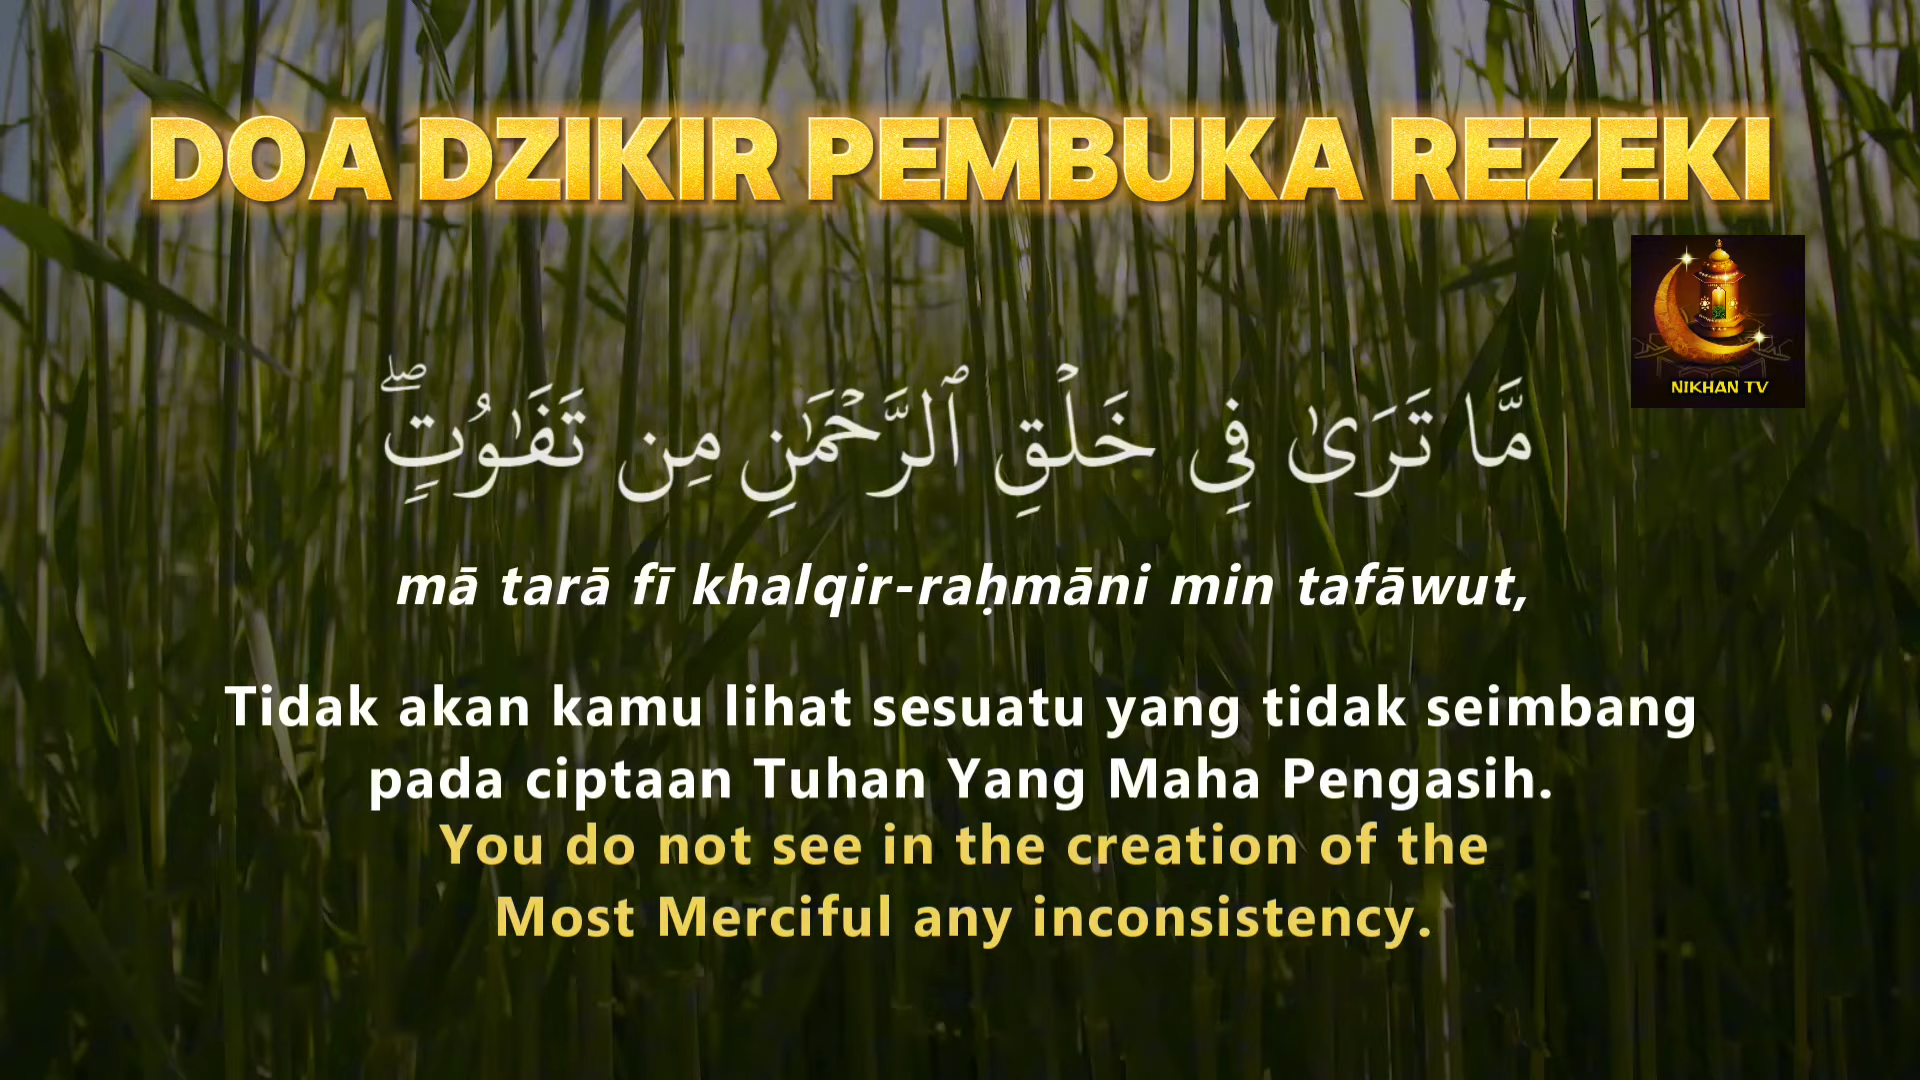 DOA DZIKIR PEMBUKA REZEKI
NIKHAN TV
مَّا تَرَىٰ فِى خَلْقِ ٱلرَّحْمَـٰنِ مِن تَفَـٰوُتٍۢ ۖ
mā tarā fī khalqir-raḥmāni min tafāwut,
Tidak akan kamu lihat sesuatu yang tidak seimbang
pada ciptaan Tuhan Yang Maha Pengasih.
You do not see in the creation of the
Most Merciful any inconsistency.